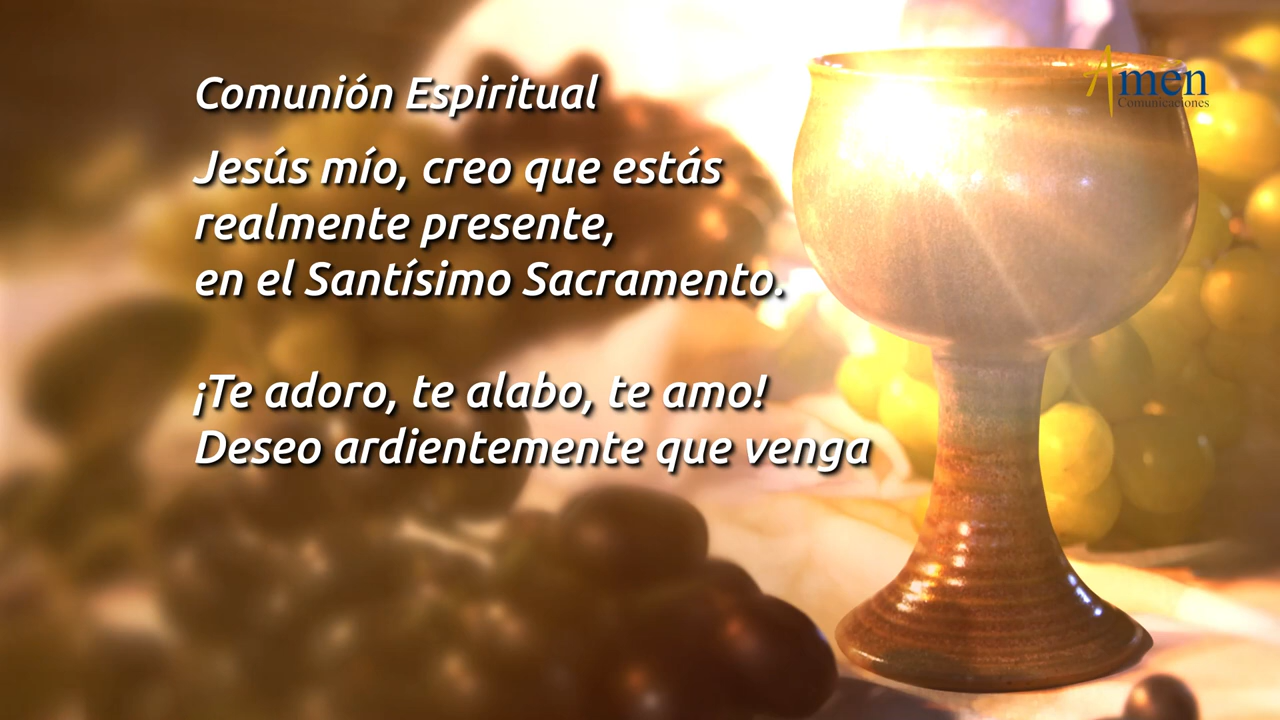 Comunión Espiritual
Jesús mío, creo que estás
realmente presente,
en el Santísimo Sacramento.
¡Te adoro, te alabo, te amo!
Deseo ardientemente que venga
Amen
Comunicaciones